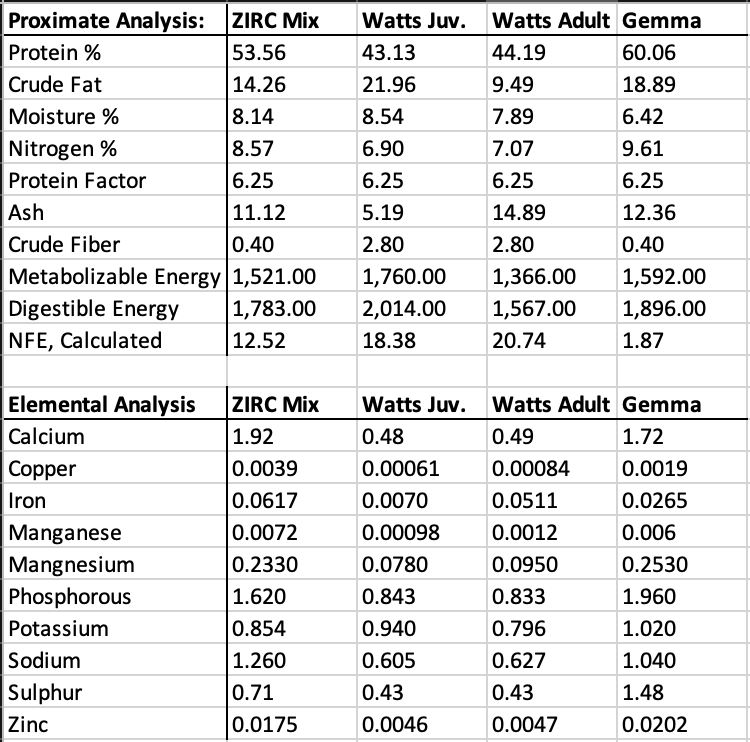 Proximate Analysis: ZIRC Mix Watts Juv. Watts Adult Gemma
Protein % 53.56 43.13 44.19 60.06
Crude Fat 14.26 21.96 9.49 18.89
Moisture % 8.14 8.54 7.89 6.42
Nitrogen % 8.57 6.90 7.07 9.61
Protein Factor 6.25 6.25 6.25 6.25
Ash 11.12 5.19 14.89 12.36
Crude Fiber 0.40 2.80 2.80 0.40
Metabolizable Energy 1,521.00 1,760.00 1,366.00 1,592.00
Digestible Energy 1,783.00 2,014.00 1,567.00 1,896.00
NFE, Calculated 12.52 18.38 20.74 1.87
Elemental Analysis ZIRC Mix Watts Juv. Watts Adult Gemma
Calcium 1.92 0.48 0.49 1.72
Copper 0.0039 0.00061 0.00084 0.0019
Iron 0.0617 0.0070 0.0511 0.0265
Manganese 0.0072 0.00098 0.0012 0.006
Mangnesium 0.2330 0.0780 0.0950 0.2530
Phosphorous 1.620 0.843 0.833 1.960
Potassium 0.854 0.940 0.796 1.020
Sodium 1.260 0.605 0.627 1.040
Sulphur 0.71 0.43 0.43 1.48
Zinc 0.0175 0.0046 0.0047 0.0202